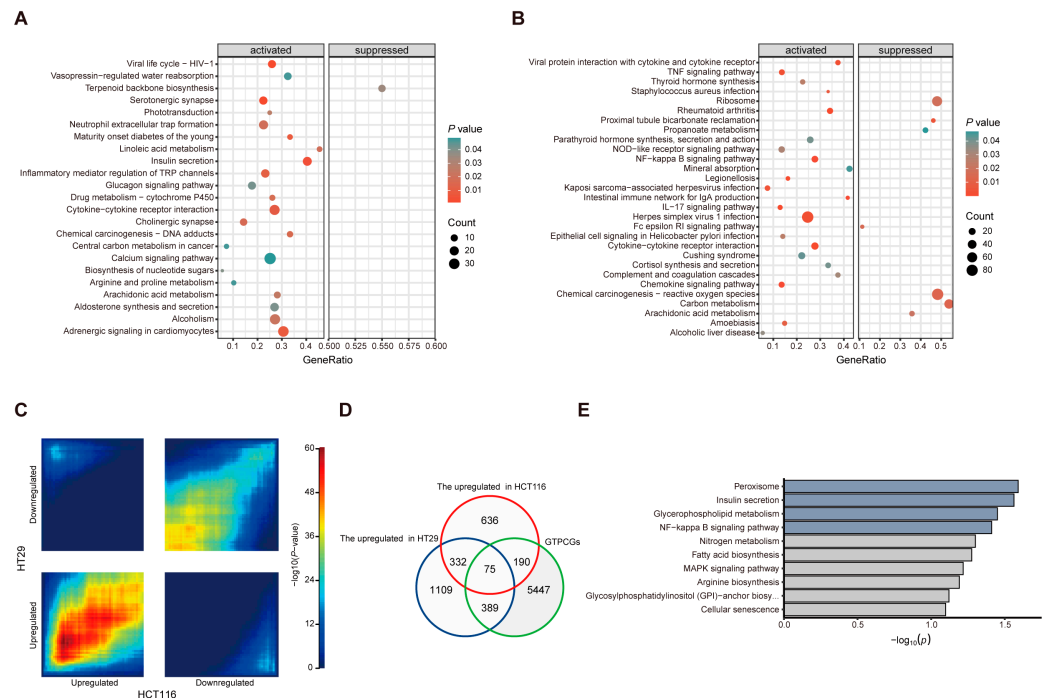 A
activated
suppressed
Viral life cycle − HIV−1
Vasopressin−regulated water reabsorption
Terpenoid backbone biosynthesis
Serotonergic synapse
Phototransduction
Neutrophil extracellular trap formation
Maturity onset diabetes of the young
Linoleic acid metabolism
Insulin secretion
Inflammatory mediator regulation of TRP channels
Glucagon signaling pathway
Drug metabolism − cytochrome P450
Cytokine−cytokine receptor interaction
Cholinergic synapse
Chemical carcinogenesis − DNA adducts
Central carbon metabolism in cancer
Calcium signaling pathway
Biosynthesis of nucleotide sugars
Arginine and proline metabolism
Arachidonic acid metabolism
Aldosterone synthesis and secretion
Alcoholism
Adrenergic signaling in cardiomyocytes
0.1 0.2 0.3 0.4 0.500 0.525 0.550 0.575 0.600
GeneRatio
P value
0.04
0.03
0.02
0.01
Count
10
20
30
B
activated
suppressed
Viral protein interaction with cytokine and cytokine receptor
TNF signaling pathway
Thyroid hormone synthesis
Staphylococcus aureus infection
Ribosome
Rheumatoid arthritis
Proximal tubule bicarbonate reclamation
Propanoate metabolism
Parathyroid hormone synthesis, secretion and action
NOD−like receptor signaling pathway
NF−kappa B signaling pathway
Mineral absorption
Legionellosis
Kaposi sarcoma−associated herpesvirus infection
Intestinal immune network for IgA production
IL−17 signaling pathway
Herpes simplex virus 1 infection
Fc epsilon RI signaling pathway
Epithelial cell signaling in Helicobacter pylori infection
Cytokine−cytokine receptor interaction
Cushing syndrome
Cortisol synthesis and secretion
Complement and coagulation cascades
Chemokine signaling pathway
Chemical carcinogenesis − reactive oxygen species
Carbon metabolism
Arachidonic acid metabolism
Amoebiasis
Alcoholic liver disease
0.1 0.2 0.3 0.4 0.1 0.2 0.3 0.4 0.5
GeneRatio
P value
0.04
0.03
0.02
0.01
Count
20
40
60
80
C
HT29
Downregulated
Upregulated
Upregulated
Downregulated
HCT116
60
48
36
24
12
0
−log10(P−value)
D
The upregulated in HCT116
The upregulated in HT29
GTPCGs
636
332
190
75
1109
5447
389
E
Peroxisome
Insulin secretion
Glycerophospholipid metabolism
NF−kappa B signaling pathway
Nitrogen metabolism
Fatty acid biosynthesis
MAPK signaling pathway
Arginine biosynthesis
Glycosylphosphatidylinositol (GPI)−anchor biosy...
Cellular senescence
0.0 0.5 1.0 1.5
−log10(p)